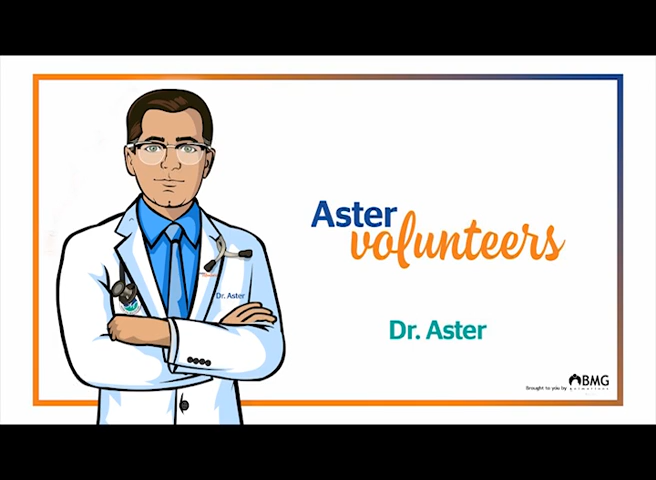 Aster
volunteers
Dr. Aster
Dr. Aster
Brought to you by BMG